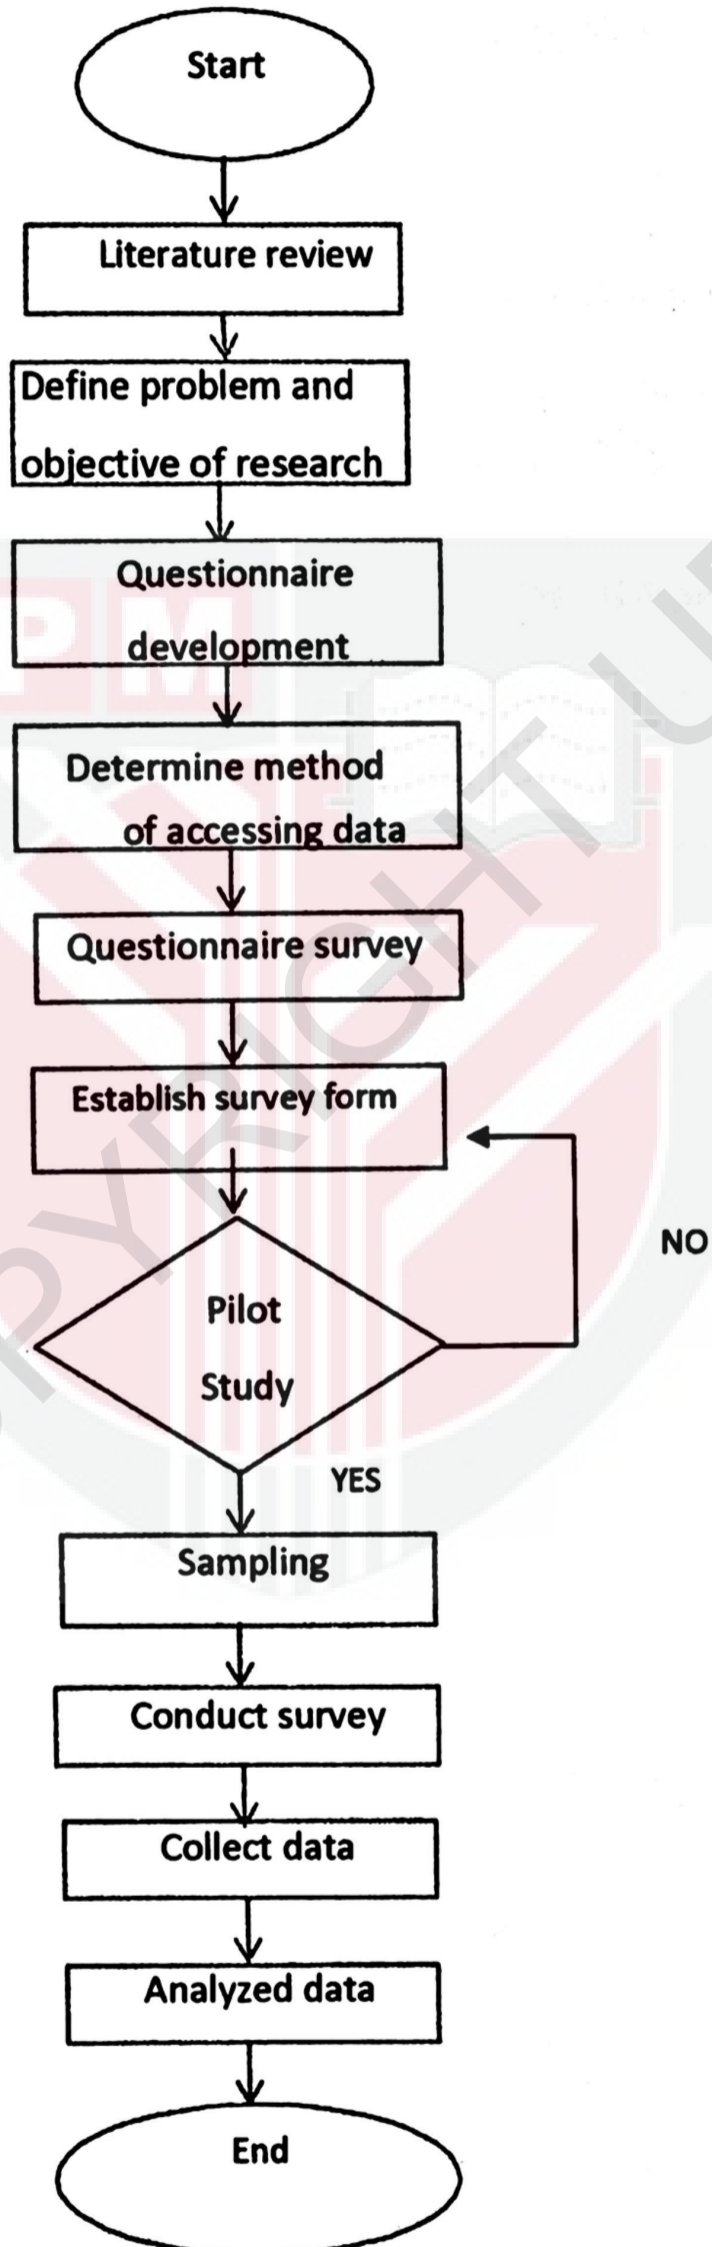 Start
Literature review
Define problem and
objective of research
Questionnaire
development
PM
Determine method
of accessing data
Questionnaire survey
Establish survey form
NO
Pilot
Study
YES
Sampling
Conduct survey
Collect data
Analyzed data
End